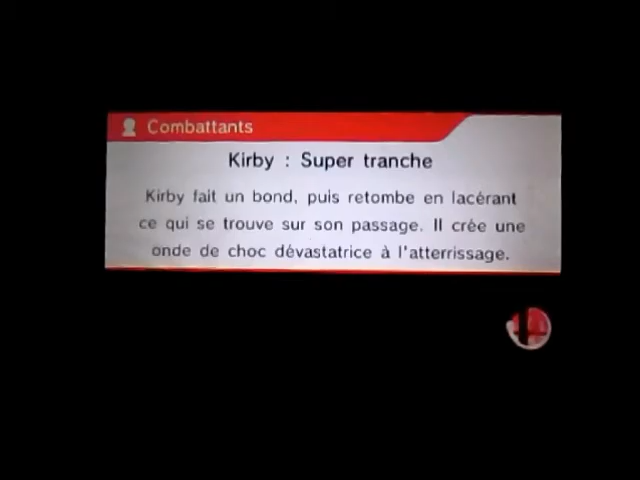 Combattants
Kirby : Super tranche
Kirby fait un bond, puis retombe en lacérant
ce qui se trouve sur son passage. Il crée une
onde de choc dévastatrice à l'atterrissage.